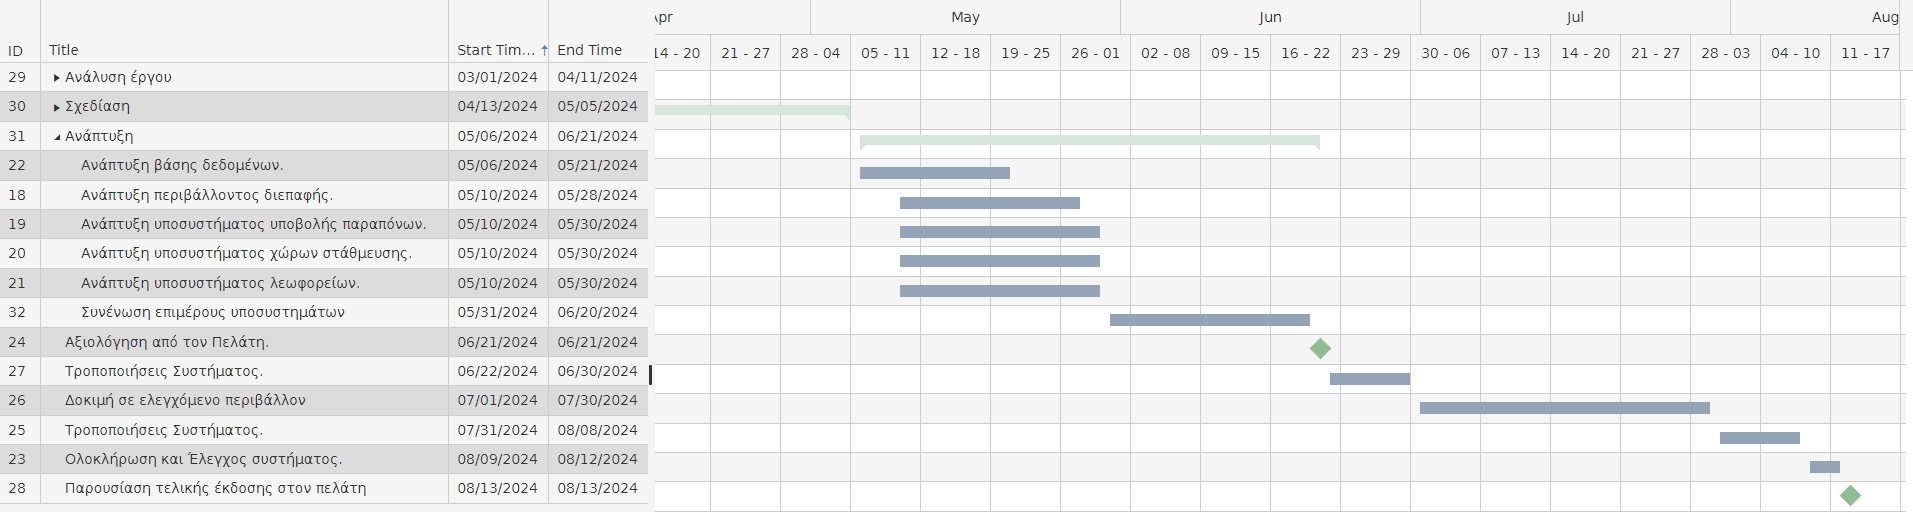 Apr May Jun Jul Aug
ID Title Start Tim... ↑ End Time 14 - 20 21 - 27 28 - 04 05 - 11 12 - 18 19 - 25 26 - 01 02 - 08 09 - 15 16 - 22 23 - 29 30 - 06 07 - 13 14 - 20 21 - 27 28 - 03 04 - 10 11 - 17
29 Ανάλυση έργου 03/01/2024 04/11/2024
30 Σχεδίαση 04/13/2024 05/05/2024
31 Ανάπτυξη 05/06/2024 06/21/2024
22 Ανάπτυξη βάσης δεδομένων. 05/06/2024 05/21/2024
18 Ανάπτυξη περιβάλλοντος διεπαφής. 05/10/2024 05/28/2024
19 Ανάπτυξη υποσυστήματος υποβολής παραπόνων. 05/10/2024 05/30/2024
20 Ανάπτυξη υποσυστήματος χώρων στάθμευσης. 05/10/2024 05/30/2024
21 Ανάπτυξη υποσυστήματος λεωφορείων. 05/10/2024 05/30/2024
32 Συνένωση επιμέρους υποσυστημάτων 05/31/2024 06/20/2024
24 Αξιολόγηση από τον Πελάτη. 06/21/2024 06/21/2024
27 Τροποποιήσεις Συστήματος. 06/22/2024 06/30/2024
26 Δοκιμή σε ελεγχόμενο περιβάλλον 07/01/2024 07/30/2024
25 Τροποποιήσεις Συστήματος. 07/31/2024 08/08/2024
23 Ολοκλήρωση και Έλεγχος συστήματος. 08/09/2024 08/12/2024
28 Παρουσίαση τελικής έκδοσης στον πελάτη 08/13/2024 08/13/2024